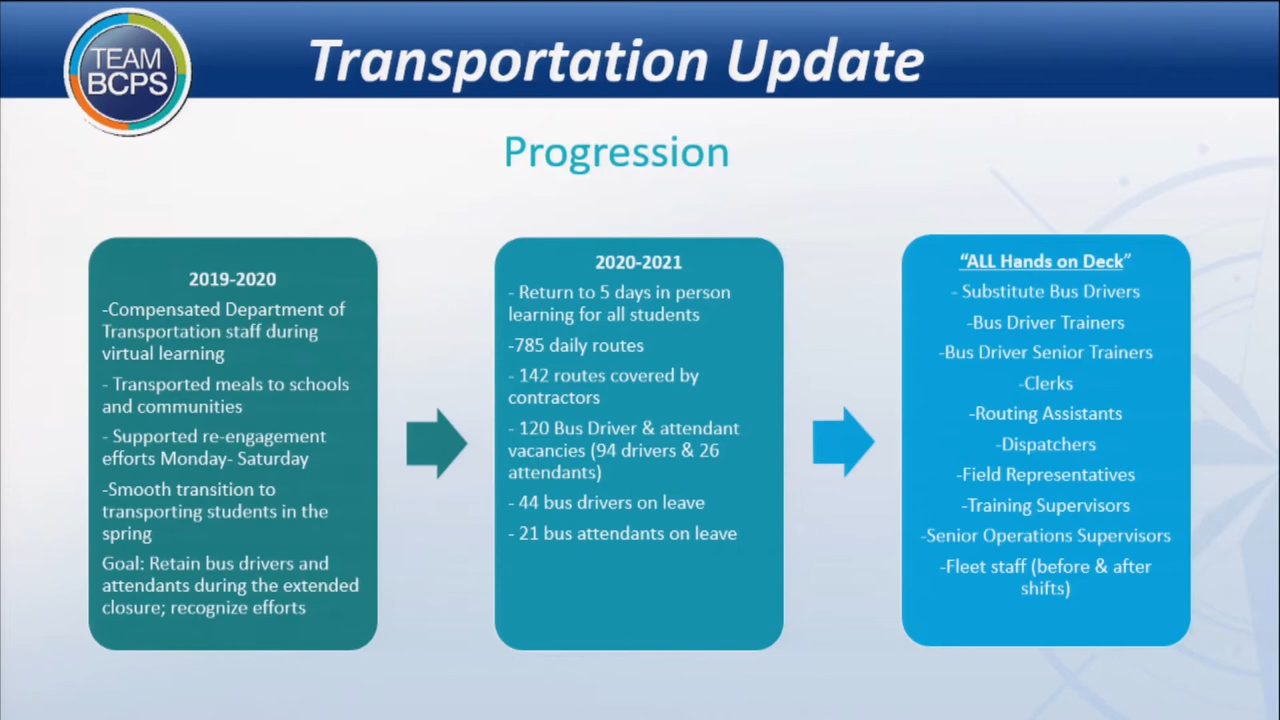 TEAM
BCPS
Transportation Update
Progression
2019-2020
-Compensated Department of
Transportation staff during
virtual learning
- Transported meals to schools
and communities
- Supported re-engagement
efforts Monday- Saturday
-Smooth transition to
transporting students in the
spring
Goal: Retain bus drivers and
attendants during the extended
closure; recognize efforts
2020-2021
- Return to 5 days in person
learning for all students
-785 daily routes
- 142 routes covered by
contractors
- 120 Bus Driver & attendant
vacancies (94 drivers & 26
attendants)
- 44 bus drivers on leave
- 21 bus attendants on leave
“ALL Hands on Deck”
- Substitute Bus Drivers
-Bus Driver Trainers
-Bus Driver Senior Trainers
-Clerks
-Routing Assistants
-Dispatchers
-Field Representatives
-Training Supervisors
-Senior Operations Supervisors
-Fleet staff (before & after
shifts)